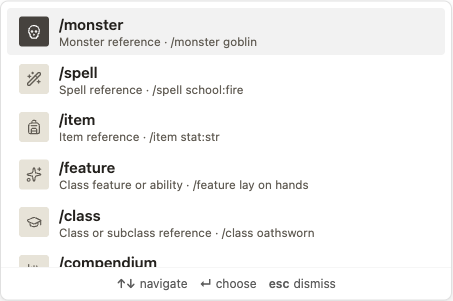 /monster
Monster reference · /monster goblin
/spell
Spell reference · /spell school:fire
/item
Item reference · /item stat:str
/feature
Class feature or ability · /feature lay on hands
/class
Class or subclass reference · /class oathsworn
/compendium
↑↓ navigate ↵ choose esc dismiss